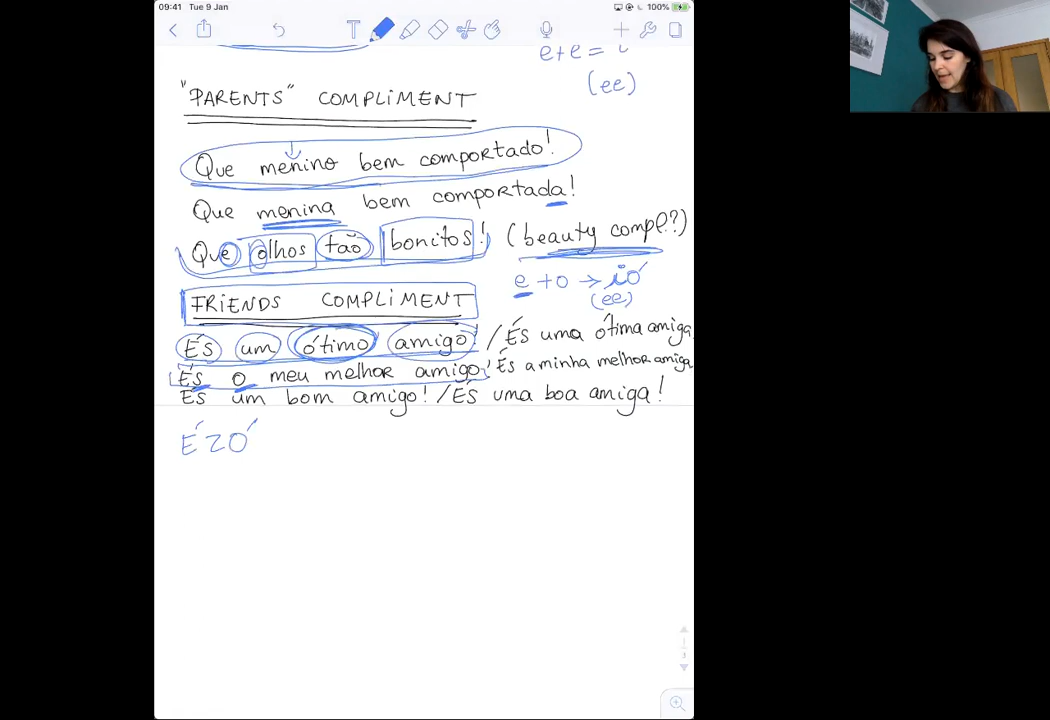 09:41 Tue 9 Jan
100%
e+e = i
(ee)
"PARENTS" COMPLiMENT
Que menino bem comportado!
Que menina bem comportada!
Que olhos tão bonitos! (beauty compl??)
e+o → ió
(ee)
FRiENDS COMPLiMENT
És um ótimo amigo! / És uma ótima amiga
És o meu melhor amigo! És a minha melhor amiga
És um bom amigo! / És uma boa amiga!
ÉZÓ